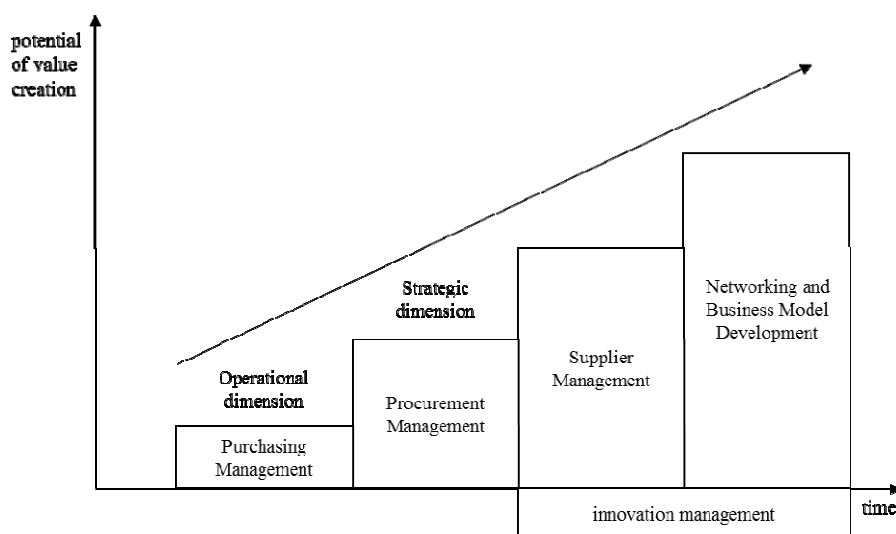 potential
of value
creation
Strategic
dimension
Operational
dimension
Networking and
Business Model
Development
Supplier
Management
Procurement
Management
Purchasing
Management
time
innovation management